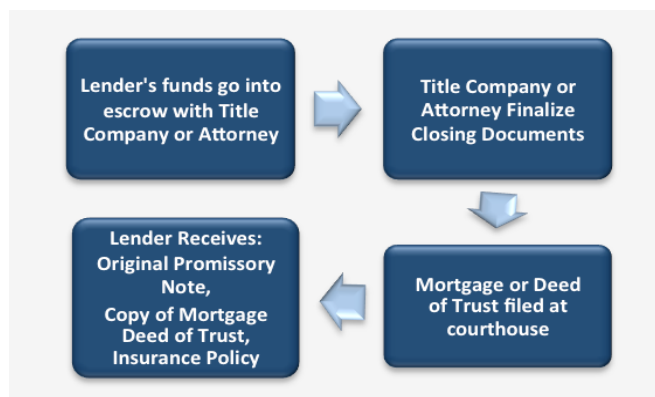 Lender's funds go into
escrow with Title
Company or Attorney
Title Company or
Attorney Finalize
Closing Documents
Mortgage or Deed
of Trust filed at
courthouse
Lender Receives:
Original Promissory
Note,
Copy of Mortgage
Deed of Trust,
Insurance Policy